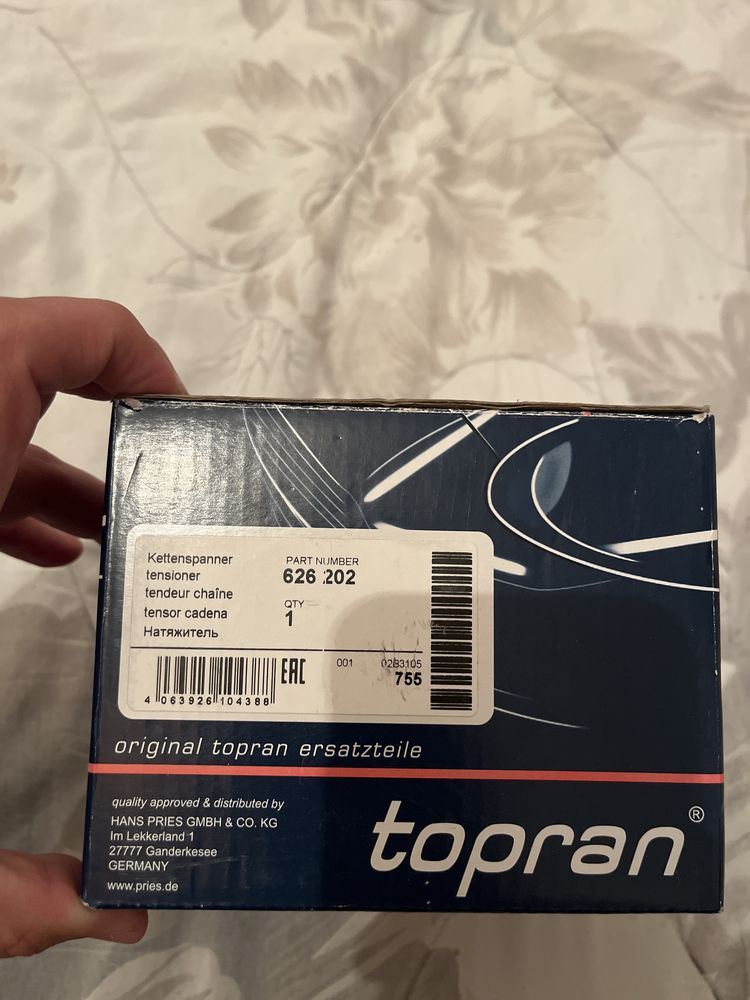 Kettenspanner
tensioner
tendeur chaîne
tensor cadena
Натяжитель
PART NUMBER
626 202
QTY
1
4 063926 104388
EAC
001
755
original topran ersatzteile
quality approved & distributed by
HANS PRIES GMBH & CO. KG
Im Lekkerland 1
27777 Ganderkesee
GERMANY
www.pries.de
topran®